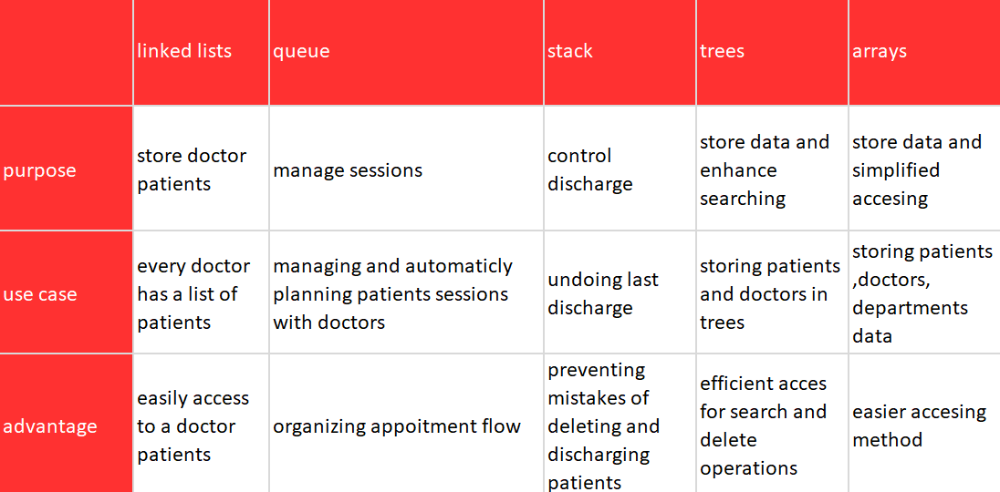 linked lists
queue
stack
trees
arrays
purpose
store doctor
patients
manage sessions
control
discharge
store data and
enhance
searching
store data and
simplified
accesing
use case
every doctor
has a list of
patients
managing and automaticly
planning patients sessions
with doctors
undoing last
discharge
storing patients
and doctors in
trees
storing patients
,doctors,
departments
data
advantage
easily access
to a doctor
patients
organizing appoitment flow
preventing
mistakes of
deleting and
discharging
patients
efficient acces
for search and
delete
operations
easier accesing
method